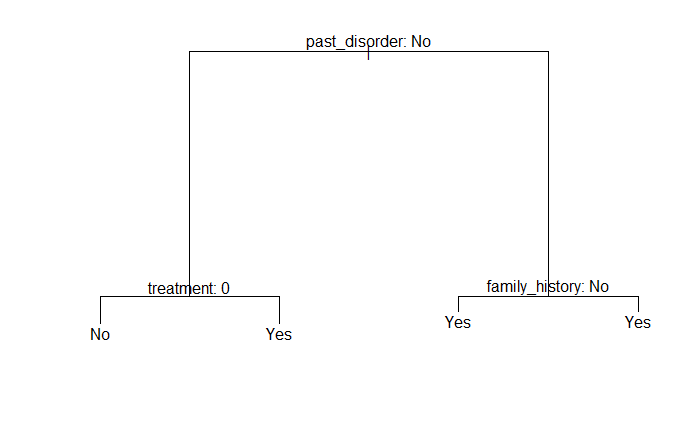 past_disorder: No
treatment: 0
family_history: No
No
Yes
Yes
Yes